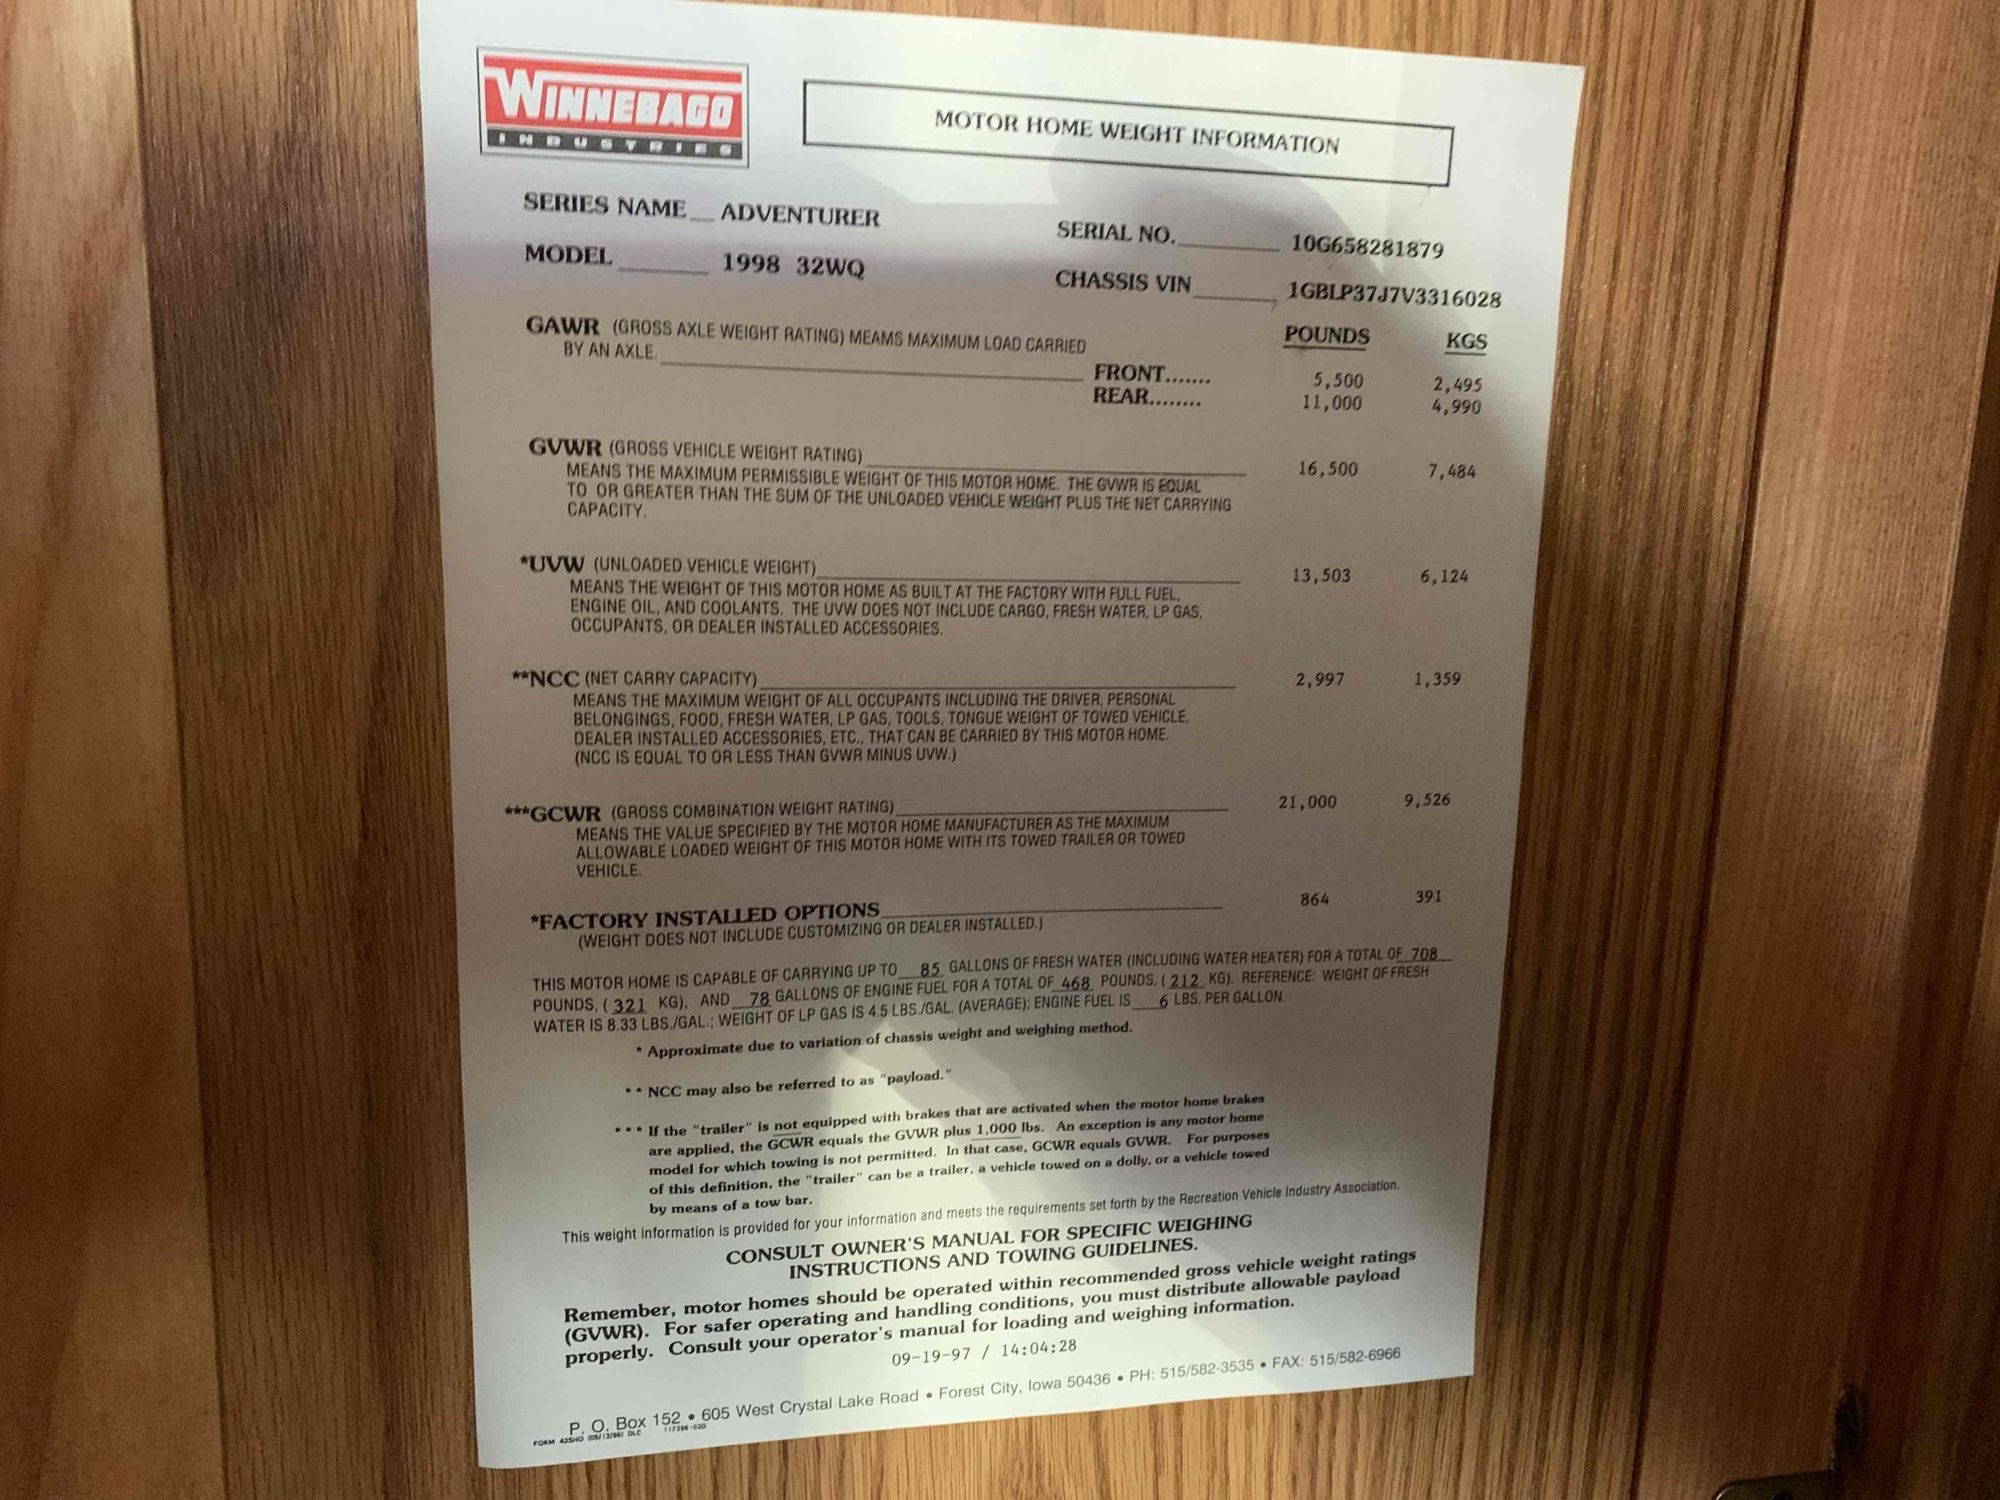 WINNEBAGO
INDUSTRIES
MOTOR HOME WEIGHT INFORMATION
SERIES NAME__ ADVENTURER
SERIAL NO.________ 10G658281879
MODEL ______ 1998 32WQ
CHASSIS VIN ______ 1GBLP37J7V3316028
GAWR (GROSS AXLE WEIGHT RATING) MEAMS MAXIMUM LOAD CARRIED
BY AN AXLE.
POUNDS KGS
FRONT....... 5,500 2,495
REAR........ 11,000 4,990
GVWR (GROSS VEHICLE WEIGHT RATING) 16,500 7,484
MEANS THE MAXIMUM PERMISSIBLE WEIGHT OF THIS MOTOR HOME. THE GVWR IS EQUAL
TO OR GREATER THAN THE SUM OF THE UNLOADED VEHICLE WEIGHT PLUS THE NET CARRYING
CAPACITY.
*UVW (UNLOADED VEHICLE WEIGHT) 13,503 6,124
MEANS THE WEIGHT OF THIS MOTOR HOME AS BUILT AT THE FACTORY WITH FULL FUEL,
ENGINE OIL, AND COOLANTS. THE UVW DOES NOT INCLUDE CARGO, FRESH WATER, LP GAS,
OCCUPANTS, OR DEALER INSTALLED ACCESSORIES.
**NCC (NET CARRY CAPACITY) 2,997 1,359
MEANS THE MAXIMUM WEIGHT OF ALL OCCUPANTS INCLUDING THE DRIVER, PERSONAL
BELONGINGS, FOOD, FRESH WATER, LP GAS, TOOLS, TONGUE WEIGHT OF TOWED VEHICLE,
DEALER INSTALLED ACCESSORIES, ETC., THAT CAN BE CARRIED BY THIS MOTOR HOME.
(NCC IS EQUAL TO OR LESS THAN GVWR MINUS UVW.)
***GCWR (GROSS COMBINATION WEIGHT RATING) 21,000 9,526
MEANS THE VALUE SPECIFIED BY THE MOTOR HOME MANUFACTURER AS THE MAXIMUM
ALLOWABLE LOADED WEIGHT OF THIS MOTOR HOME WITH ITS TOWED TRAILER OR TOWED
VEHICLE.
*FACTORY INSTALLED OPTIONS 864 391
(WEIGHT DOES NOT INCLUDE CUSTOMIZING OR DEALER INSTALLED.)
THIS MOTOR HOME IS CAPABLE OF CARRYING UP TO 85 GALLONS OF FRESH WATER (INCLUDING WATER HEATER) FOR A TOTAL OF 708
POUNDS, ( 321 KG), AND 78 GALLONS OF ENGINE FUEL FOR A TOTAL OF 468 POUNDS, ( 212 KG). REFERENCE: WEIGHT OF FRESH
WATER IS 8.33 LBS./GAL.; WEIGHT OF LP GAS IS 4.5 LBS./GAL. (AVERAGE); ENGINE FUEL IS 6 LBS. PER GALLON.
* Approximate due to variation of chassis weight and weighing method.
* * NCC may also be referred to as "payload."
* * * If the "trailer" is not equipped with brakes that are activated when the motor home brakes
are applied, the GCWR equals the GVWR plus 1,000 lbs. An exception is any motor home
model for which towing is not permitted. In that case, GCWR equals GVWR. For purposes
of this definition, the "trailer" can be a trailer, a vehicle towed on a dolly, or a vehicle towed
by means of a tow bar.
This weight information is provided for your information and meets the requirements set forth by the Recreation Vehicle Industry Association.
CONSULT OWNER'S MANUAL FOR SPECIFIC WEIGHING
INSTRUCTIONS AND TOWING GUIDELINES.
Remember, motor homes should be operated within recommended gross vehicle weight ratings
(GVWR). For safer operating and handling conditions, you must distribute allowable payload
properly. Consult your operator's manual for loading and weighing information.
09-19-97 / 14:04:28
P. O. Box 152 • 605 West Crystal Lake Road • Forest City, Iowa 50436 • PH: 515/582-3535 • FAX: 515/582-6966
FORM (05/13/96) DLC